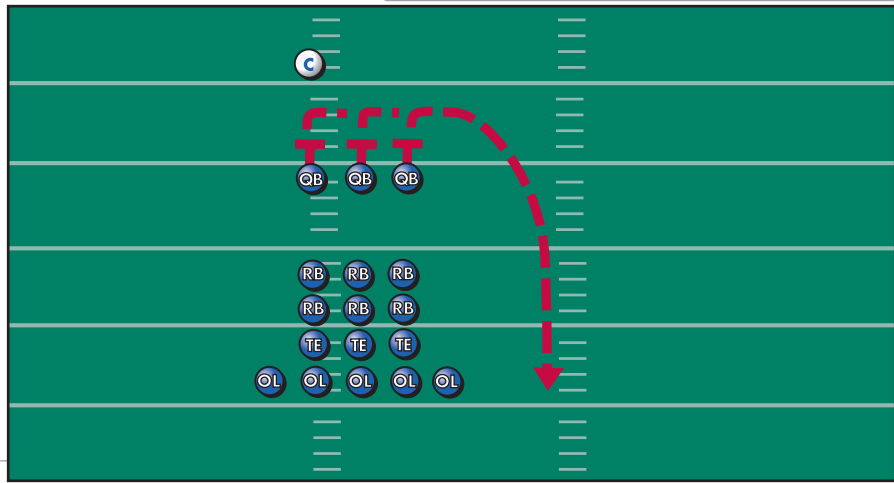 C
QB QB QB
RB RB RB
RB RB RB
TE TE TE
OL OL OL OL OL